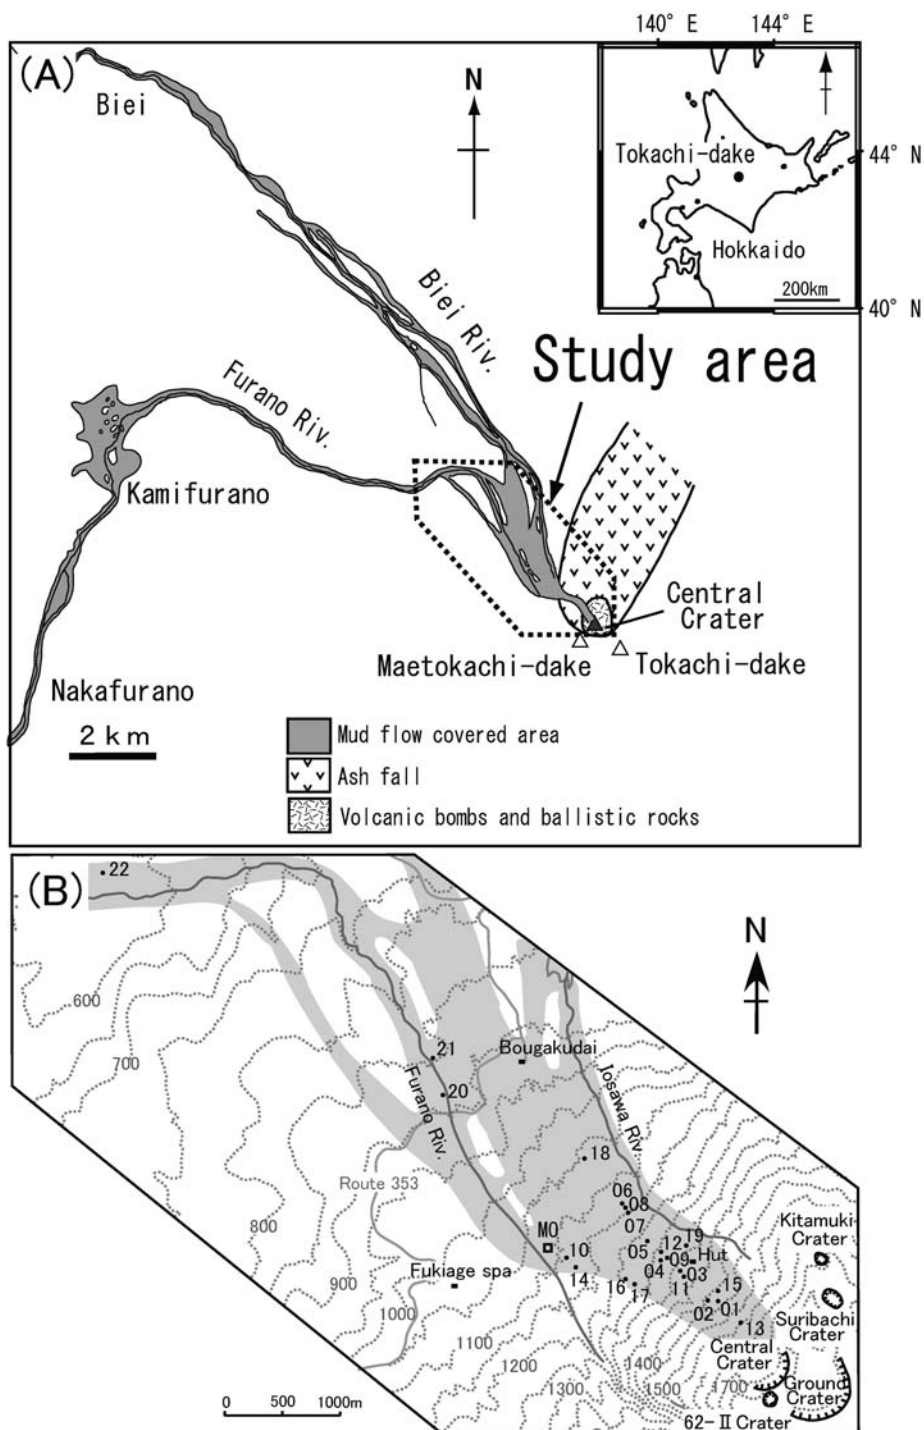 (A)
140° E
144° E
44° N
40° N
Tokachi-dake
Hokkaido
200km
N
Biei
Biei Riv.
Study area
Furano Riv.
Kamifurano
Central
Crater
Maetokachi-dake
Tokachi-dake
Nakafurano
2 km
Mud flow covered area
Ash fall
Volcanic bombs and ballistic rocks
(B)
22
N
600
700
21
Bougakudai
20
Furano Riv.
Iosawa Riv.
18
Route 353
06
08
07
Kitamuki
Crater
800
MO
10
05
12
19
Hut
09
04
03
14
11
15
900
Fukiage spa
16
17
02
01
Suribachi
Crater
1000
13
1100
1200
1400
Central
Crater
1300
1500
1700
Ground
Crater
0 500 1000m
62-II Crater